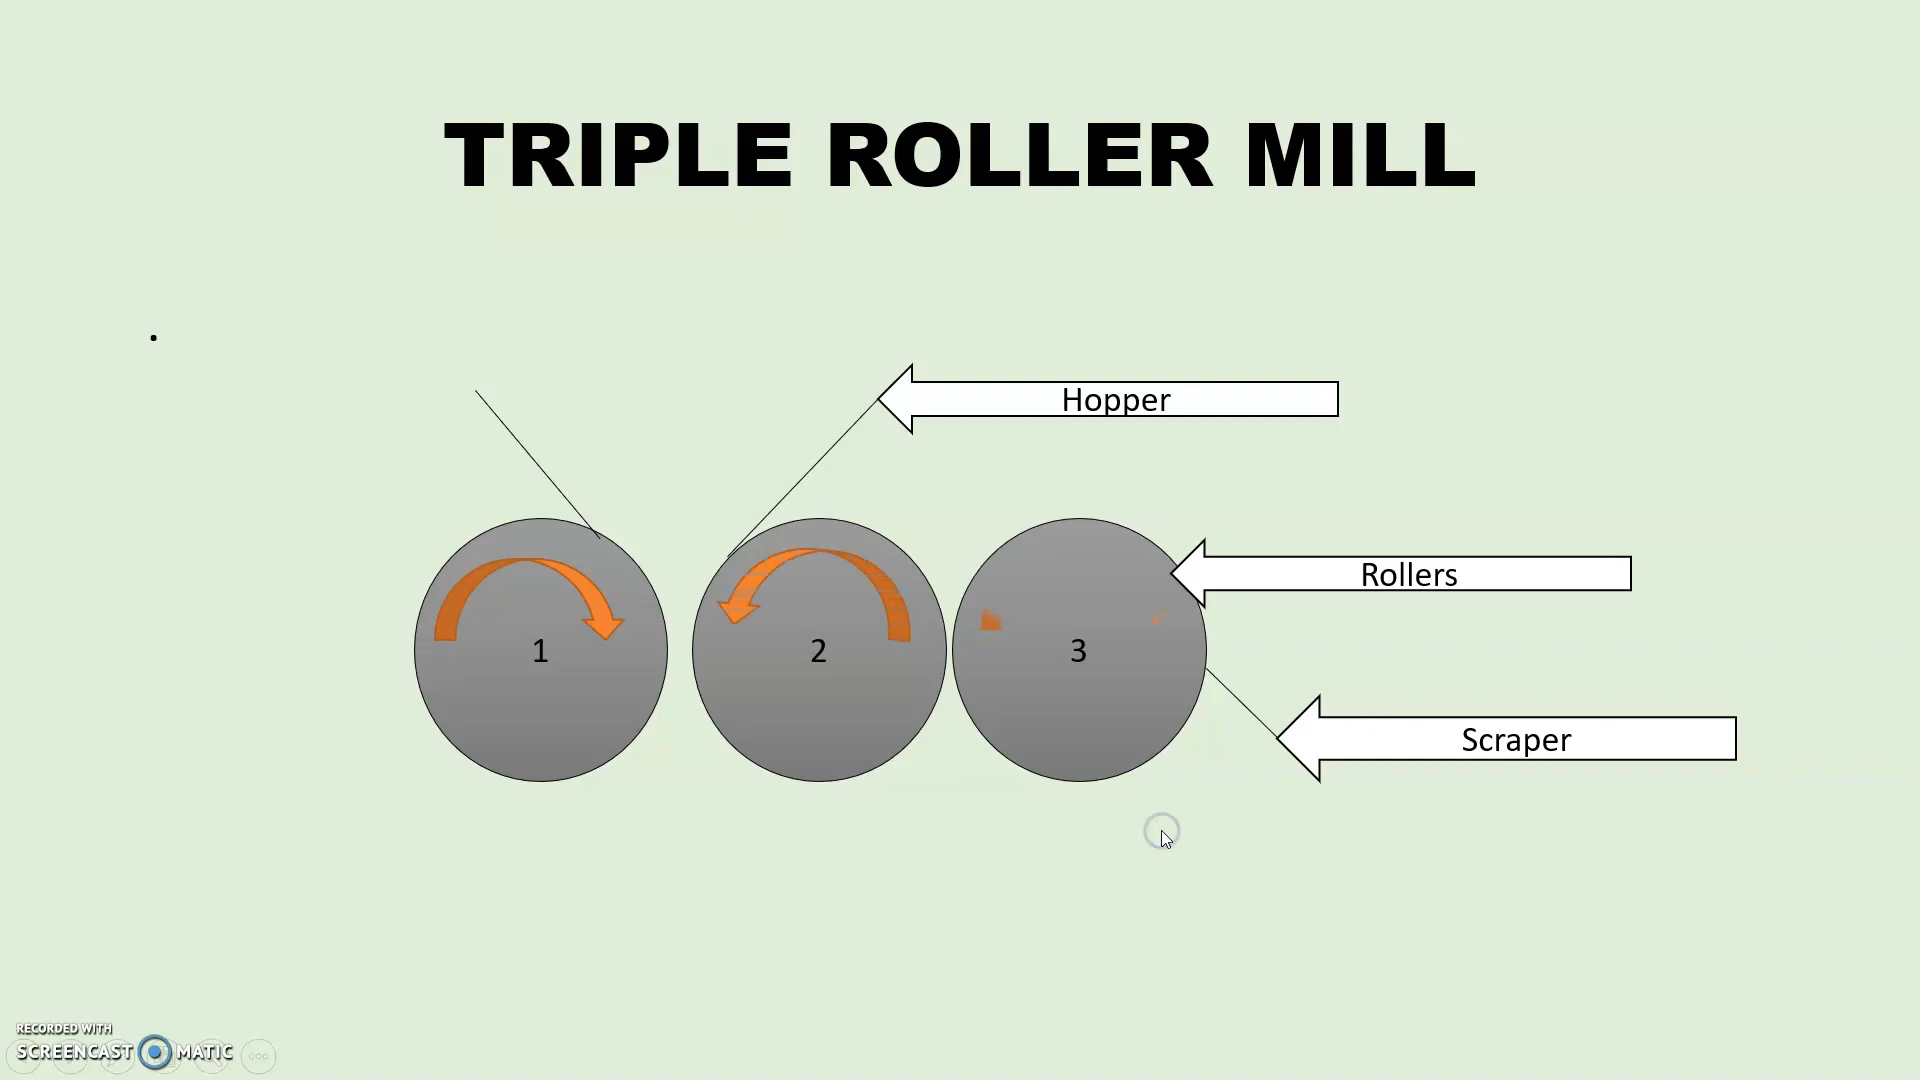 TRIPLE ROLLER MILL
Hopper
Rollers
1
2
3
Scraper
RECORDED WITH
SCREENCAST MATIC